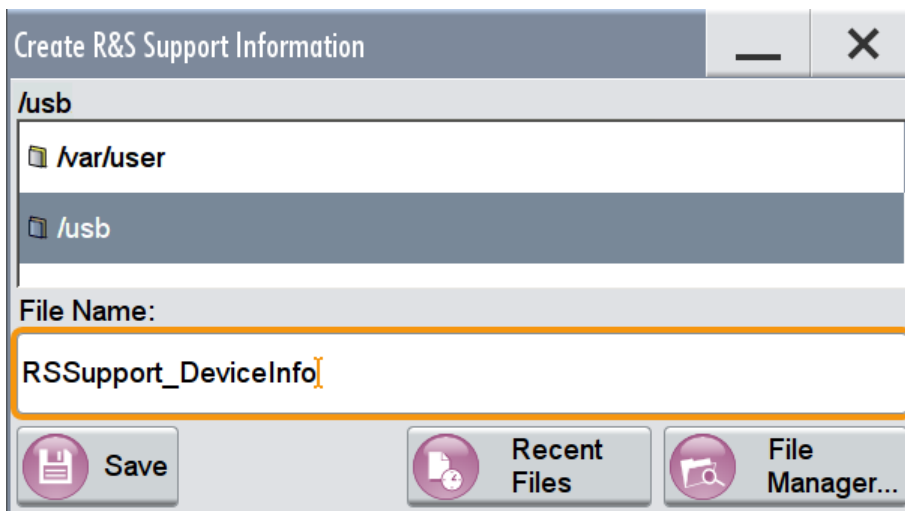 Create R&S Support Information
/usb
/var/user
/usb
File Name:
RSSupport_DeviceInfo
Save
Recent
Files
File
Manager...